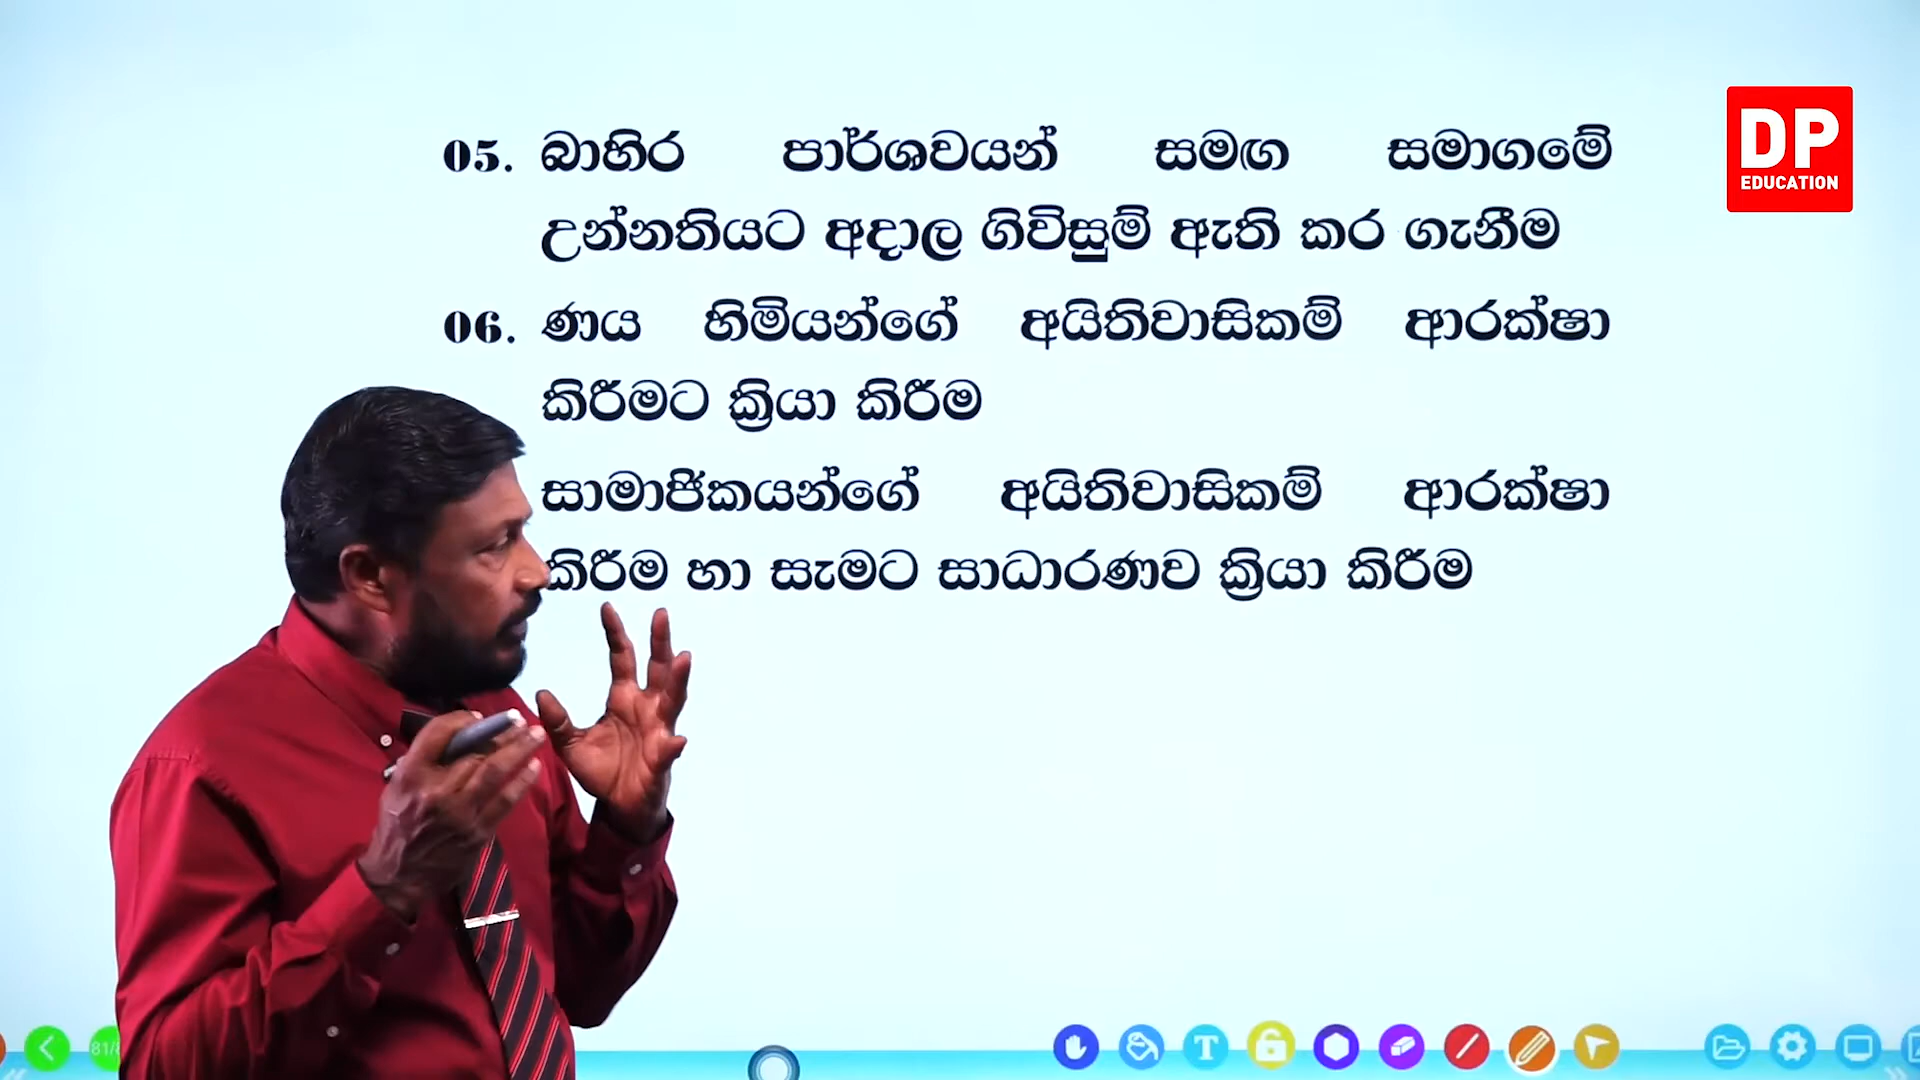 DP
EDUCATION
05. බාහිර පාර්ශවයන් සමඟ සමාගමේ
උන්නතියට අදාල ගිවිසුම් ඇති කර ගැනීම
06. ණය හිමියන්ගේ අයිතිවාසිකම් ආරක්ෂා
කිරීමට ක්‍රියා කිරීම
සාමාජිකයන්ගේ අයිතිවාසිකම් ආරක්ෂා
කිරීම හා සැමට සාධාරණව ක්‍රියා කිරීම